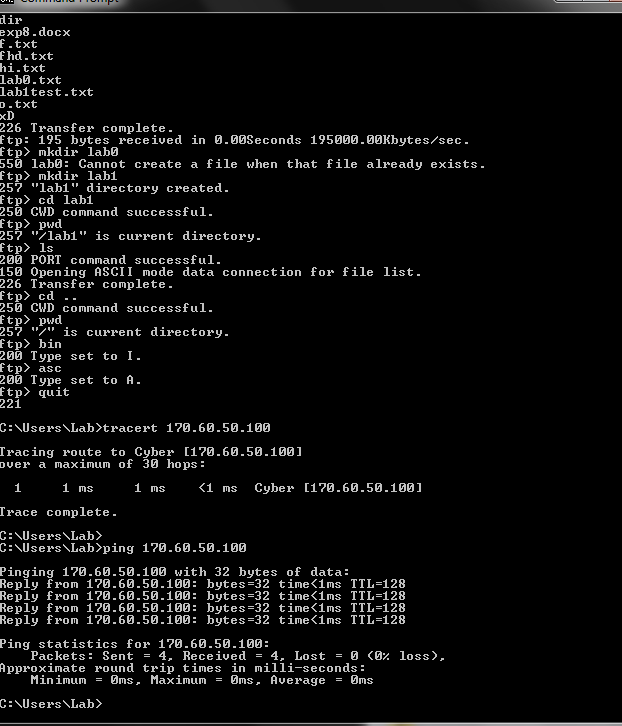 Command Prompt
dir
exp8.docx
f.txt
fhd.txt
hi.txt
lab0.txt
lab1test.txt
o.txt
xD
226 Transfer complete.
ftp: 195 bytes received in 0.00Seconds 195000.00Kbytes/sec.
ftp> mkdir lab0
550 lab0: Cannot create a file when that file already exists.
ftp> mkdir lab1
257 "lab1" directory created.
ftp> cd lab1
250 CWD command successful.
ftp> pwd
257 "/lab1" is current directory.
ftp> ls
200 PORT command successful.
150 Opening ASCII mode data connection for file list.
226 Transfer complete.
ftp> cd ..
250 CWD command successful.
ftp> pwd
257 "/" is current directory.
ftp> bin
200 Type set to I.
ftp> asc
200 Type set to A.
ftp> quit
221
C:\Users\Lab>tracert 170.60.50.100
Tracing route to Cyber [170.60.50.100]
over a maximum of 30 hops:
1 1 ms 1 ms <1 ms Cyber [170.60.50.100]
Trace complete.
C:\Users\Lab>
C:\Users\Lab>ping 170.60.50.100
Pinging 170.60.50.100 with 32 bytes of data:
Reply from 170.60.50.100: bytes=32 time<1ms TTL=128
Reply from 170.60.50.100: bytes=32 time<1ms TTL=128
Reply from 170.60.50.100: bytes=32 time<1ms TTL=128
Reply from 170.60.50.100: bytes=32 time<1ms TTL=128
Ping statistics for 170.60.50.100:
Packets: Sent = 4, Received = 4, Lost = 0 (0% loss),
Approximate round trip times in milli-seconds:
Minimum = 0ms, Maximum = 0ms, Average = 0ms
C:\Users\Lab>